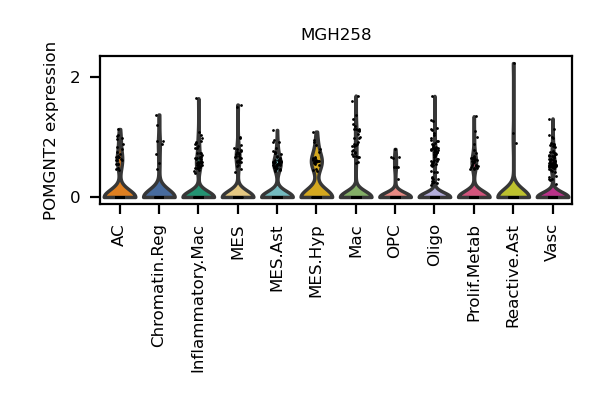 MGH258
POMGNT2 expression
2
0
AC
Chromatin.Reg
Inflammatory.Mac
MES
MES.Ast
MES.Hyp
Mac
OPC
Oligo
Prolif.Metab
Reactive.Ast
Vasc